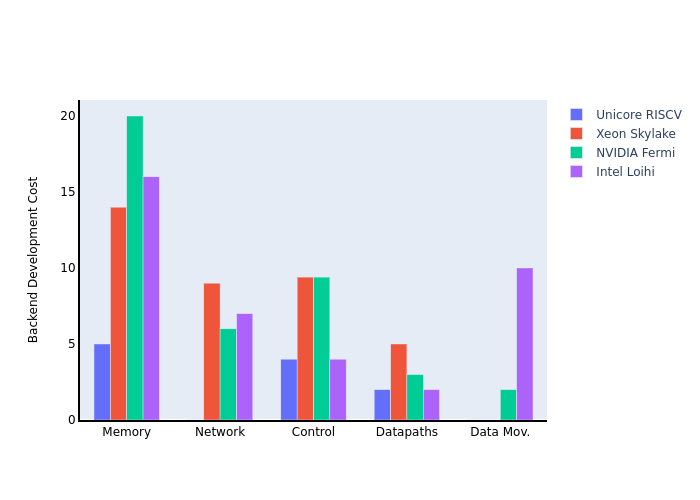 Backend Development Cost
20
15
10
5
0
Memory
Network
Control
Datapaths
Data Mov.
Unicore RISCV
Xeon Skylake
NVIDIA Fermi
Intel Loihi